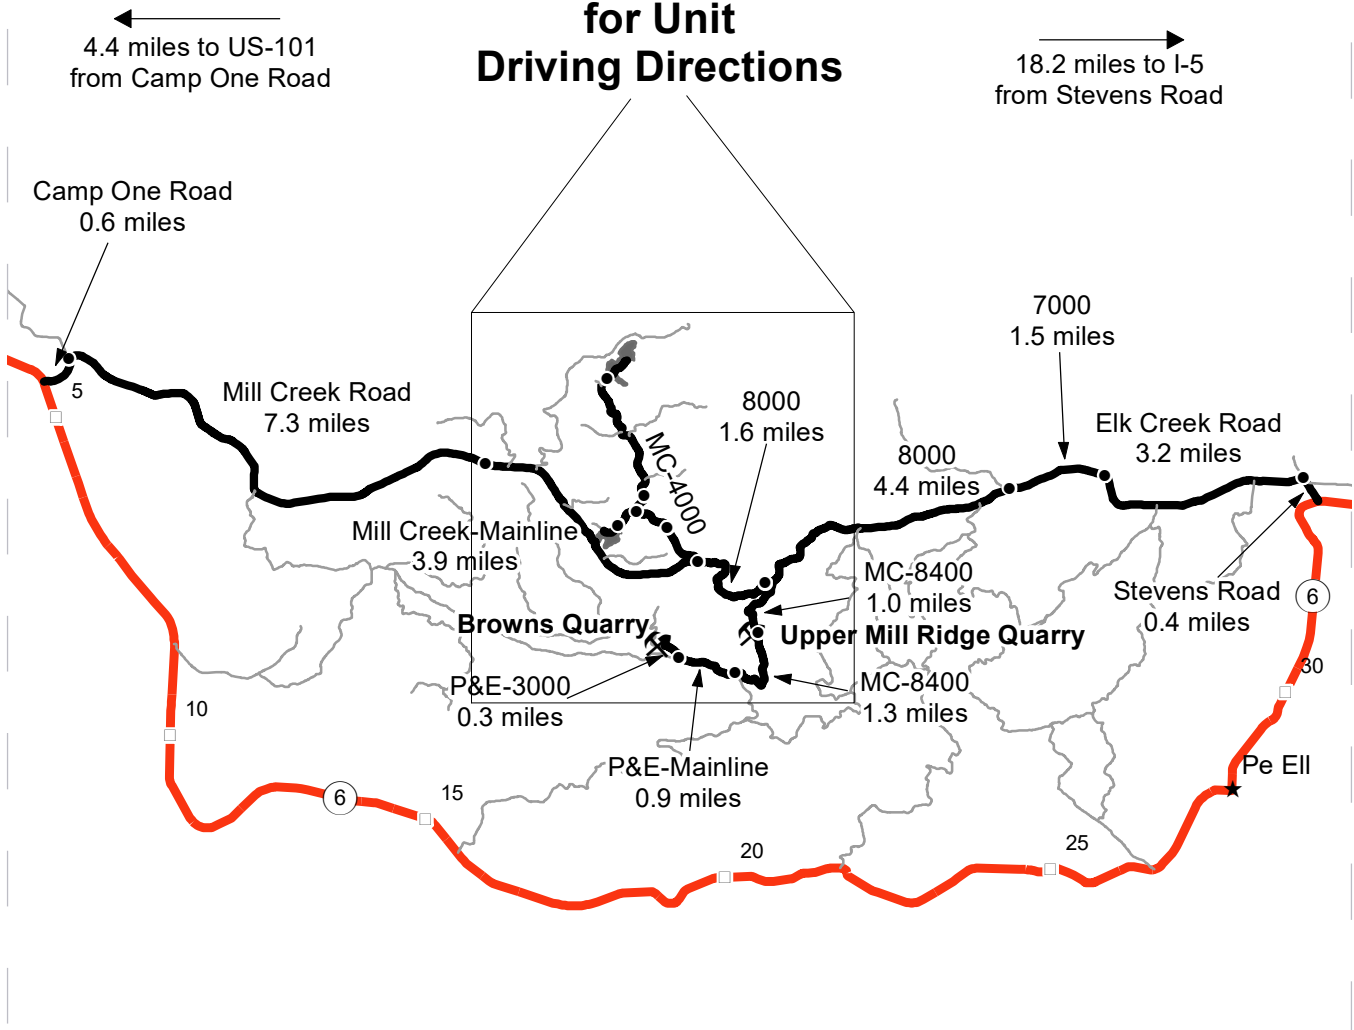 for Unit
Driving Directions
4.4 miles to US-101
from Camp One Road
18.2 miles to I-5
from Stevens Road
Camp One Road
0.6 miles
7000
1.5 miles
5
Mill Creek Road
7.3 miles
8000
1.6 miles
Elk Creek Road
3.2 miles
MC-4000
8000
4.4 miles
Mill Creek-Mainline
3.9 miles
MC-8400
1.0 miles
Stevens Road
0.4 miles
6
Browns Quarry
Upper Mill Ridge Quarry
30
P&E-3000
0.3 miles
MC-8400
1.3 miles
10
P&E-Mainline
0.9 miles
Pe Ell
6
15
20
25